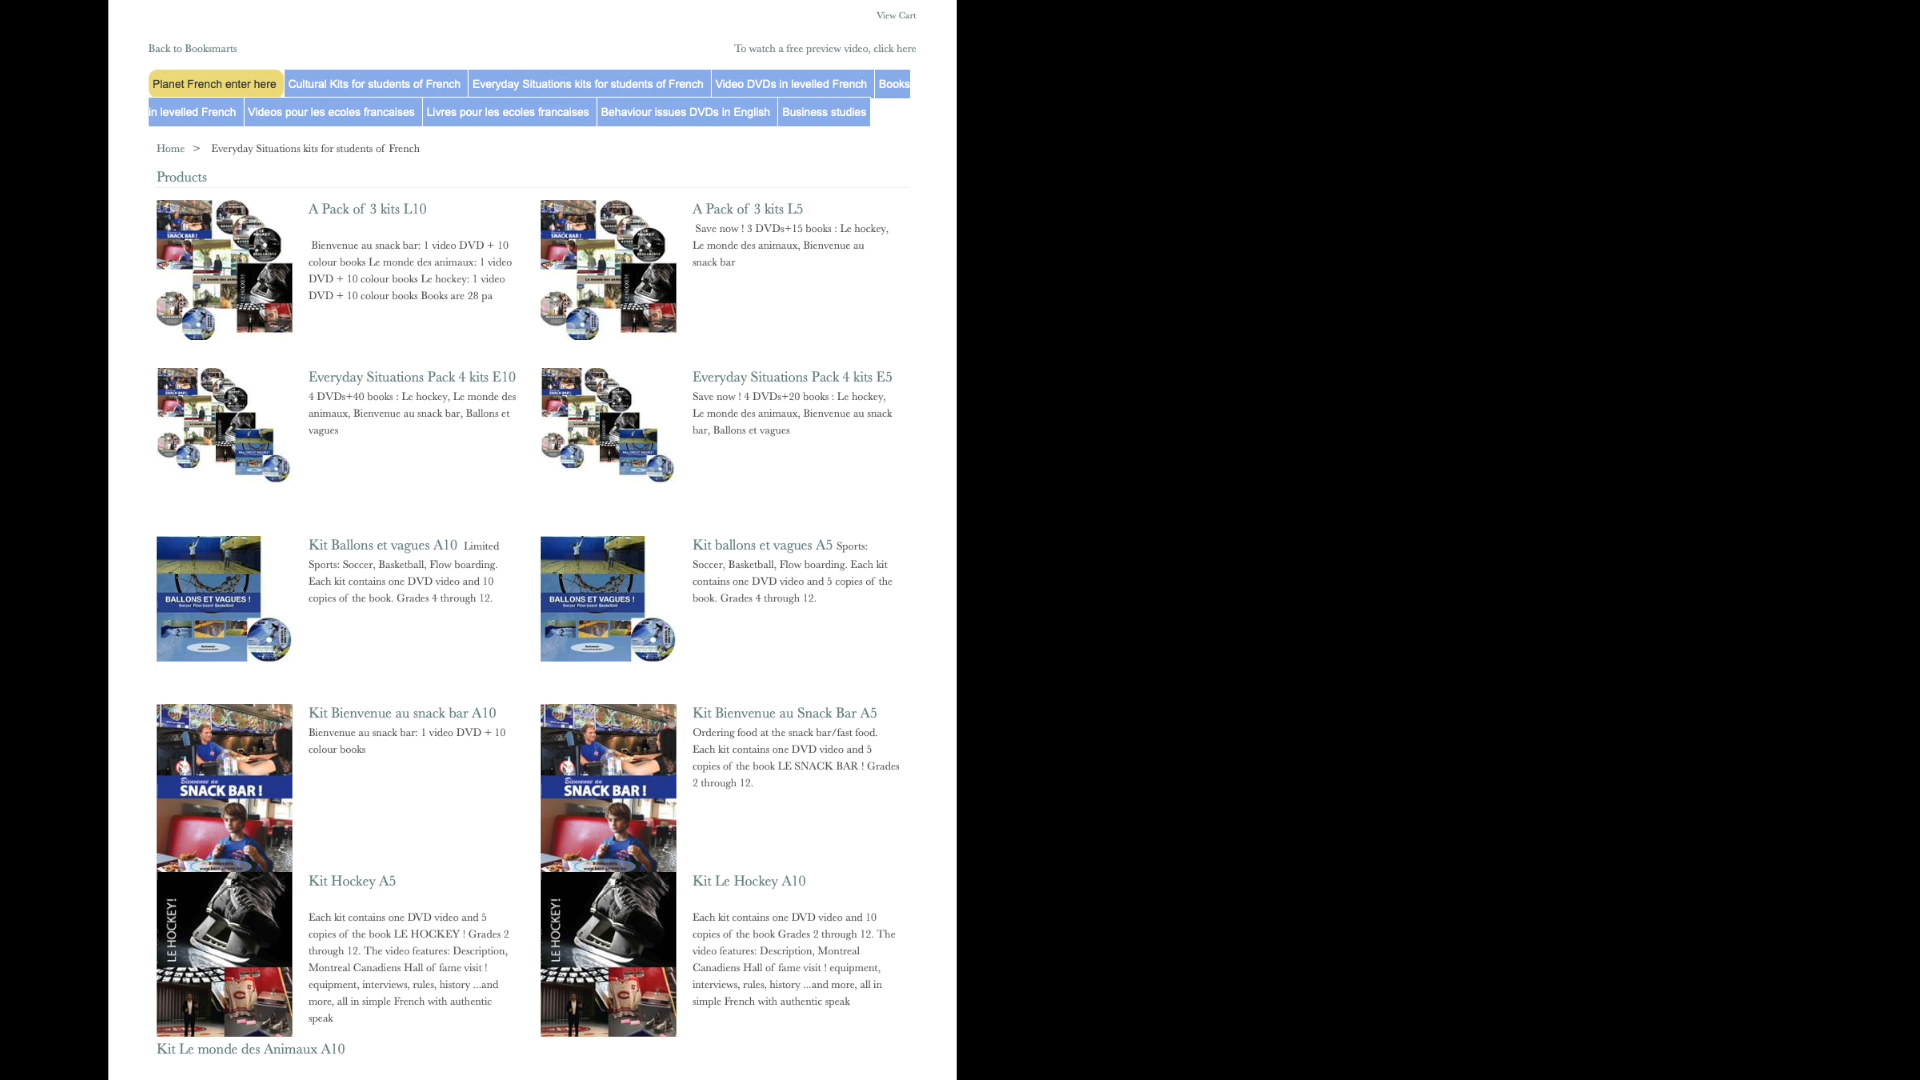 View Cart
Back to Booksmarts
To watch a free preview video, click here
Planet French enter here
Cultural Kits for students of French
Everyday Situations kits for students of French
Video DVDs in levelled French
Books
in levelled French
Videos pour les ecoles francaises
Livres pour les ecoles francaises
Behaviour issues DVDs in English
Business studies
Home > Everyday Situations kits for students of French
Products
SNACK BAR !
A Pack of 3 kits L10
Bienvenue au snack bar: 1 video DVD + 10
colour books Le monde des animaux: 1 video
DVD + 10 colour books Le hockey: 1 video
DVD + 10 colour books Books are 28 pa
SNACK BAR !
A Pack of 3 kits L5
Save now ! 3 DVDs+15 books : Le hockey,
Le monde des animaux, Bienvenue au
snack bar
Everyday Situations Pack 4 kits E10
4 DVDs+40 books : Le hockey, Le monde des
animaux, Bienvenue au snack bar, Ballons et
vagues
Everyday Situations Pack 4 kits E5
Save now ! 4 DVDs+20 books : Le hockey,
Le monde des animaux, Bienvenue au snack
bar, Ballons et vagues
BALLONS ET VAGUES !
Kit Ballons et vagues A10 Limited
Sports: Soccer, Basketball, Flow boarding.
Each kit contains one DVD video and 10
copies of the book. Grades 4 through 12.
BALLONS ET VAGUES !
Kit ballons et vagues A5 Sports:
Soccer, Basketball, Flow boarding. Each kit
contains one DVD video and 5 copies of the
book. Grades 4 through 12.
Bienvenue au
SNACK BAR !
Kit Bienvenue au snack bar A10
Bienvenue au snack bar: 1 video DVD + 10
colour books
Bienvenue au
SNACK BAR !
Kit Bienvenue au Snack Bar A5
Ordering food at the snack bar/fast food.
Each kit contains one DVD video and 5
copies of the book LE SNACK BAR ! Grades
2 through 12.
LE HOCKEY!
Kit Hockey A5
Each kit contains one DVD video and 5
copies of the book LE HOCKEY ! Grades 2
through 12. The video features: Description,
Montreal Canadiens Hall of fame visit !
equipment, interviews, rules, history ...and
more, all in simple French with authentic
speak
LE HOCKEY!
Kit Le Hockey A10
Each kit contains one DVD video and 10
copies of the book Grades 2 through 12. The
video features: Description, Montreal
Canadiens Hall of fame visit ! equipment,
interviews, rules, history ...and more, all in
simple French with authentic speak
Kit Le monde des Animaux A10